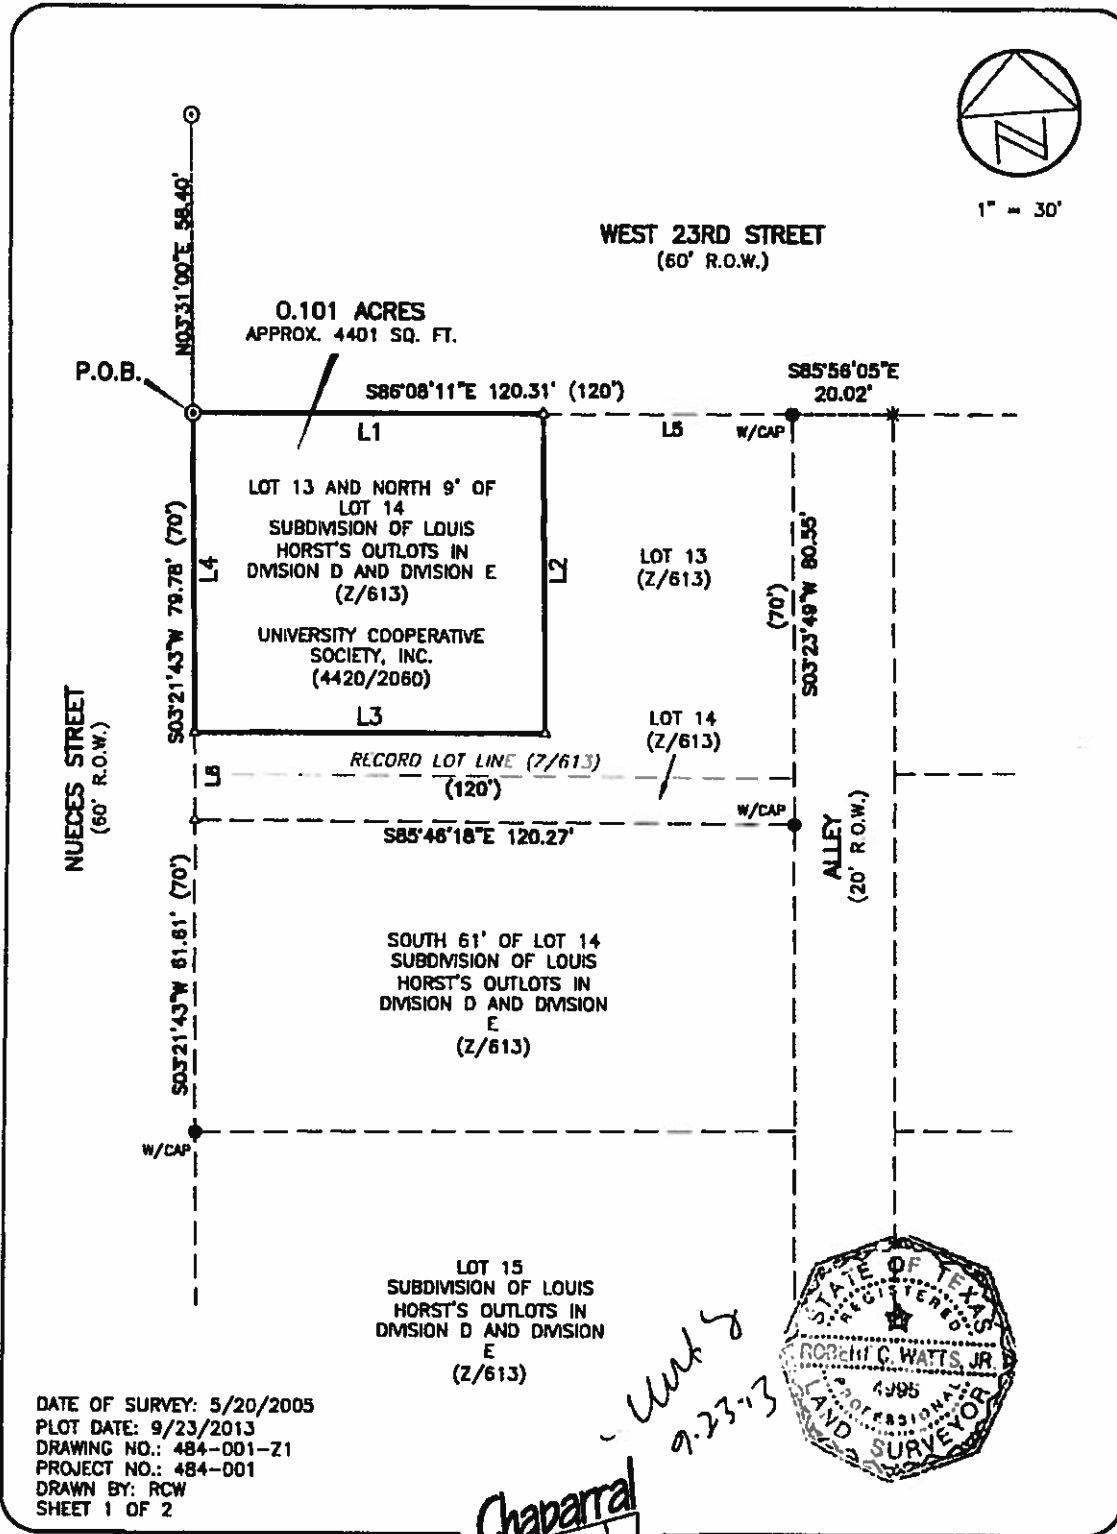 N03°31'00"E 58.40'
1" = 30'
WEST 23RD STREET
(60' R.O.W.)
0.101 ACRES
APPROX. 4401 SQ. FT.
P.O.B.
S86°08'11"E 120.31' (120')
S85°56'05"E
20.02'
L1
L5
W/CAP
LOT 13 AND NORTH 9' OF
LOT 14
SUBDIVISION OF LOUIS
HORST'S OUTLOTS IN
DIVISION D AND DIVISION E
(Z/613)
UNIVERSITY COOPERATIVE
SOCIETY, INC.
(4420/2060)
L4
S03°21'43"W 79.78' (70')
L2
LOT 13
(Z/613)
(70')
S03°23'49"W 80.55'
L3
LOT 14
(Z/613)
NUECES STREET
(60' R.O.W.)
L6
RECORD LOT LINE (Z/613)
(120')
W/CAP
S85°46'18"E 120.27'
ALLEY
(20' R.O.W.)
S03°21'43"W 61.61' (70')
SOUTH 61' OF LOT 14
SUBDIVISION OF LOUIS
HORST'S OUTLOTS IN
DIVISION D AND DIVISION
E
(Z/613)
W/CAP
LOT 15
SUBDIVISION OF LOUIS
HORST'S OUTLOTS IN
DIVISION D AND DIVISION
E
(Z/613)
STATE OF TEXAS
REGISTERED
ROBERT C. WATTS, JR.
4995
PROFESSIONAL
LAND SURVEYOR
9-23-13
DATE OF SURVEY: 5/20/2005
PLOT DATE: 9/23/2013
DRAWING NO.: 484-001-Z1
PROJECT NO.: 484-001
DRAWN BY: RCW
SHEET 1 OF 2
Chaparral